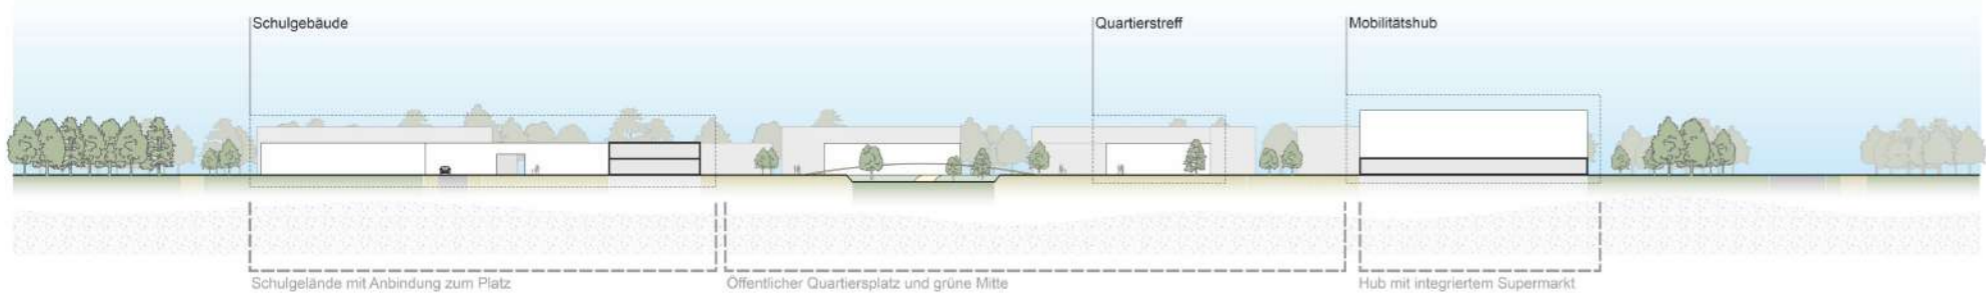 Schulgebäude
Quartierstreff
Mobilitätshub
Schulgelände mit Anbindung zum Platz
Öffentlicher Quartiersplatz und grüne Mitte
Hub mit integriertem Supermarkt